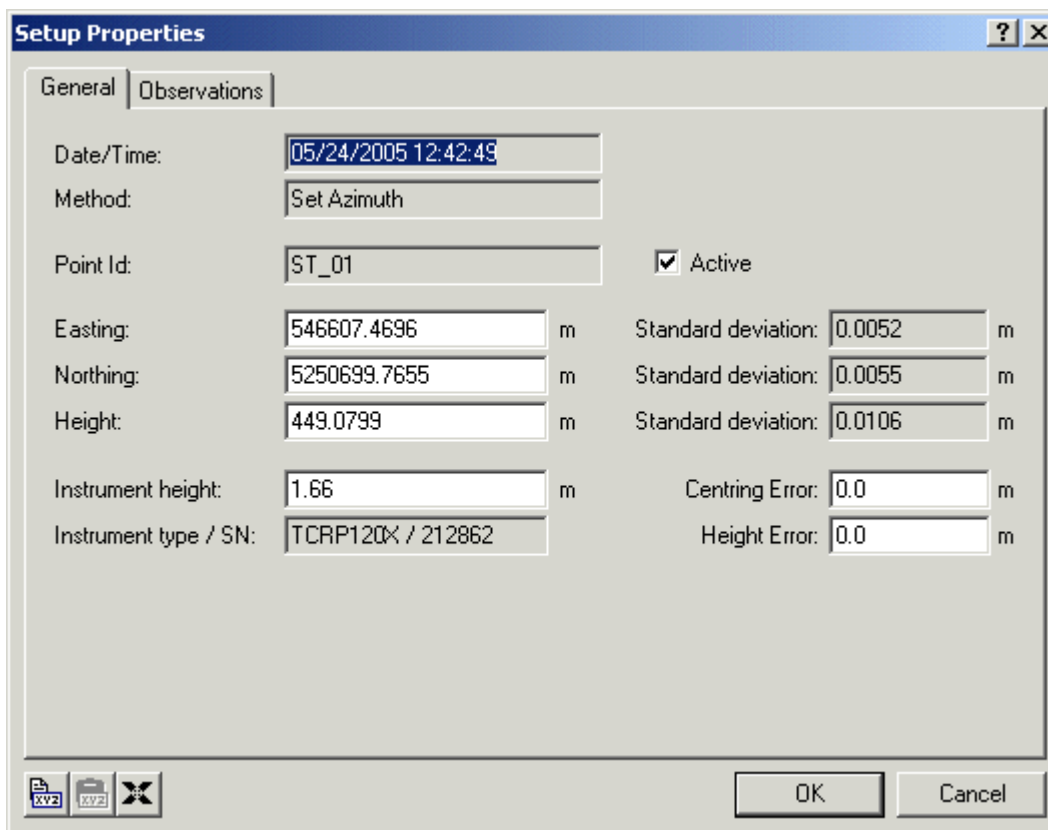 Setup Properties
General Observations
Date/Time: 05/24/2005 12:42:49
Method: Set Azimuth
Point Id: ST_01 Active
Easting: 546607.4696 m Standard deviation: 0.0052 m
Northing: 5250699.7655 m Standard deviation: 0.0055 m
Height: 449.0799 m Standard deviation: 0.0106 m
Instrument height: 1.66 m Centring Error: 0.0 m
Instrument type / SN: TCRP120X / 212862 Height Error: 0.0 m
XYZ XYZ OK Cancel